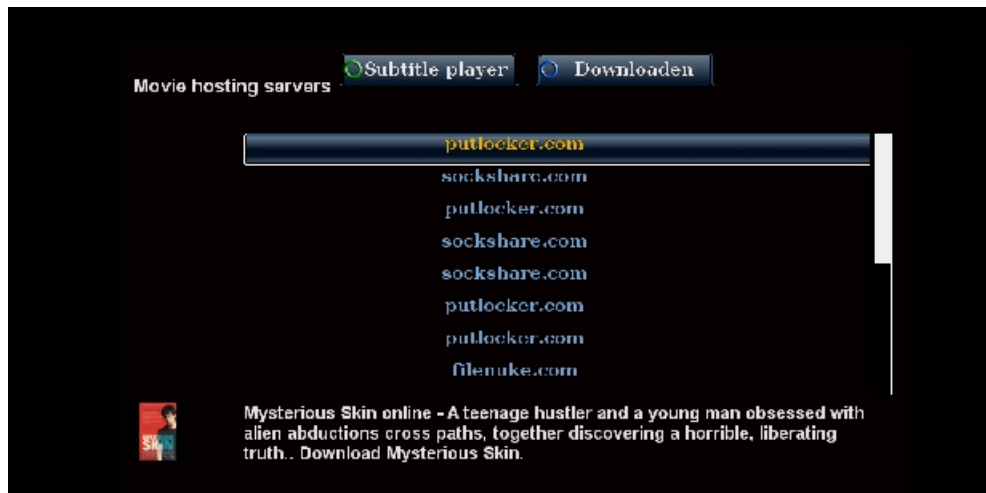 Subtitle player
Downloaden
Movie hosting servers
putlocker.com
sockshare.com
putlocker.com
sockshare.com
sockshare.com
putlocker.com
putlocker.com
filenuke.com
Mysterious Skin online - A teenage hustler and a young man obsessed with
alien abductions cross paths, together discovering a horrible, liberating
truth.. Download Mysterious Skin.
SKIN